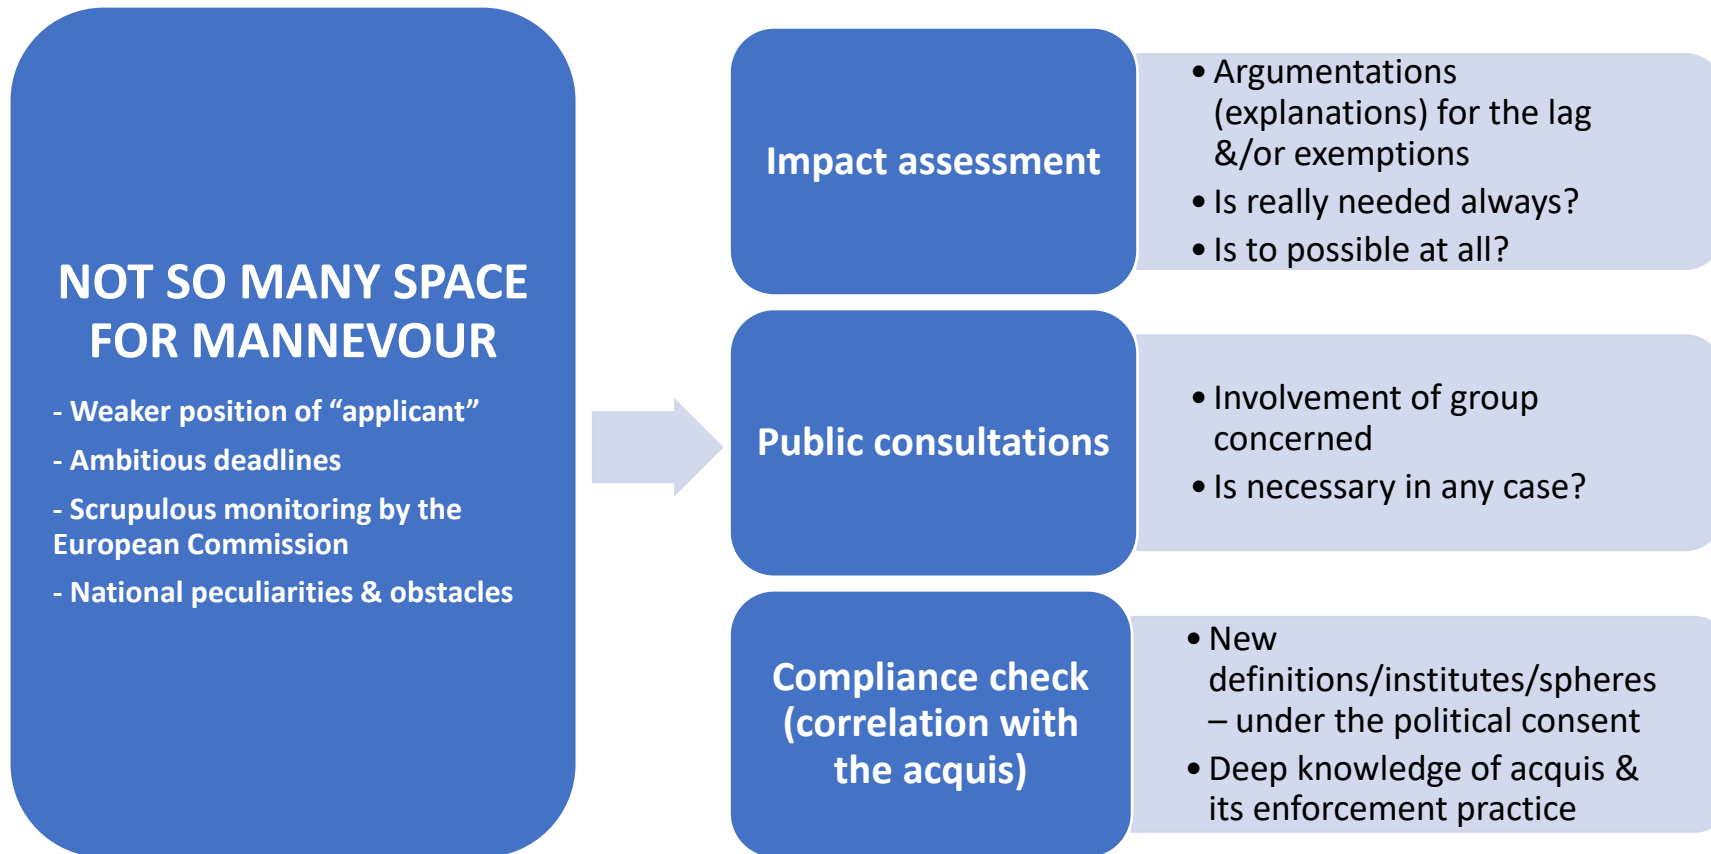 NOT SO MANY SPACE
FOR MANNEVOUR
- Weaker position of “applicant”
- Ambitious deadlines
- Scrupulous monitoring by the
European Commission
- National peculiarities & obstacles
Impact assessment
• Argumentations
(explanations) for the lag
&/or exemptions
• Is really needed always?
• Is to possible at all?
Public consultations
• Involvement of group
concerned
• Is necessary in any case?
Compliance check
(correlation with
the acquis)
• New
definitions/institutes/spheres
– under the political consent
• Deep knowledge of acquis &
its enforcement practice